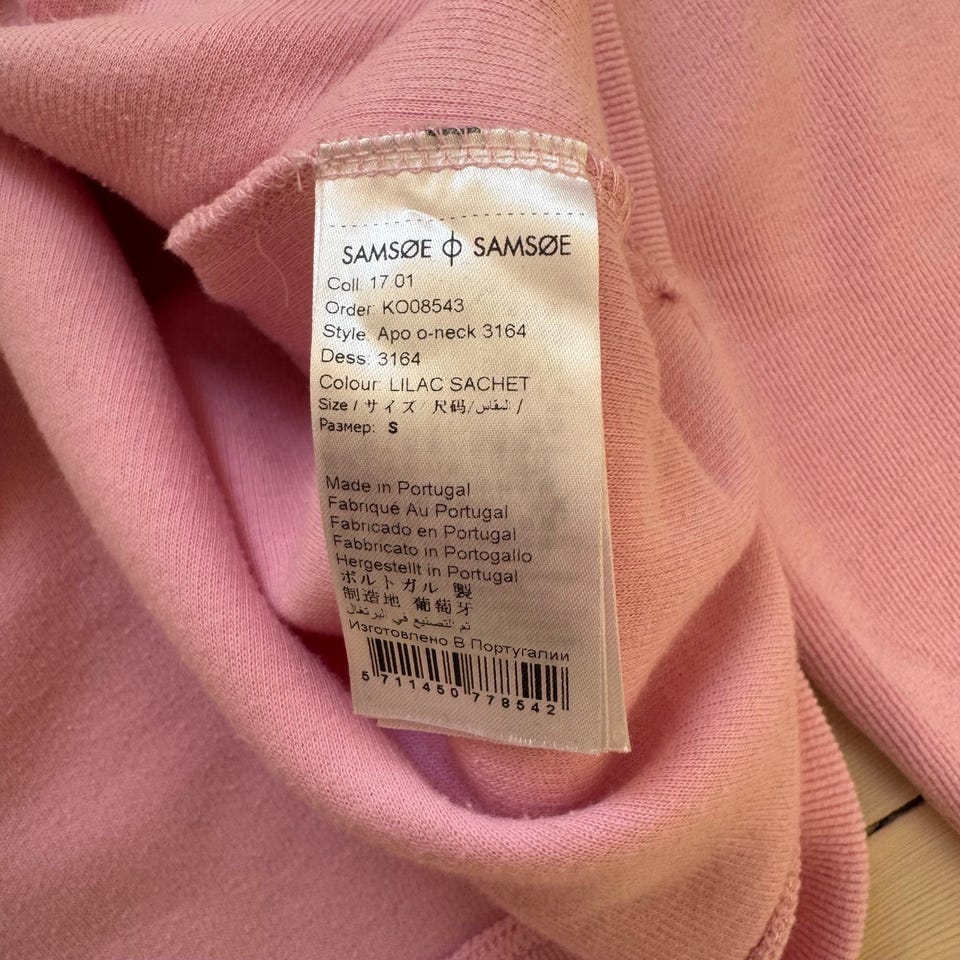 SAMSØE ϕ SAMSØE
Coll: 17 01
Order: KO08543
Style: Apo o-neck 3164
Dess: 3164
Colour: LILAC SACHET
Size / サイズ / 尺码/المقاس /
Размер: S
Made in Portugal
Fabriqué Au Portugal
Fabricado en Portugal
Fabbricato in Portogallo
Hergestellt in Portugal
ポルトガル 製
制造地 葡萄牙
تم التصنيع في البرتغال
Изготовлено В Португалии
5 711450 778542